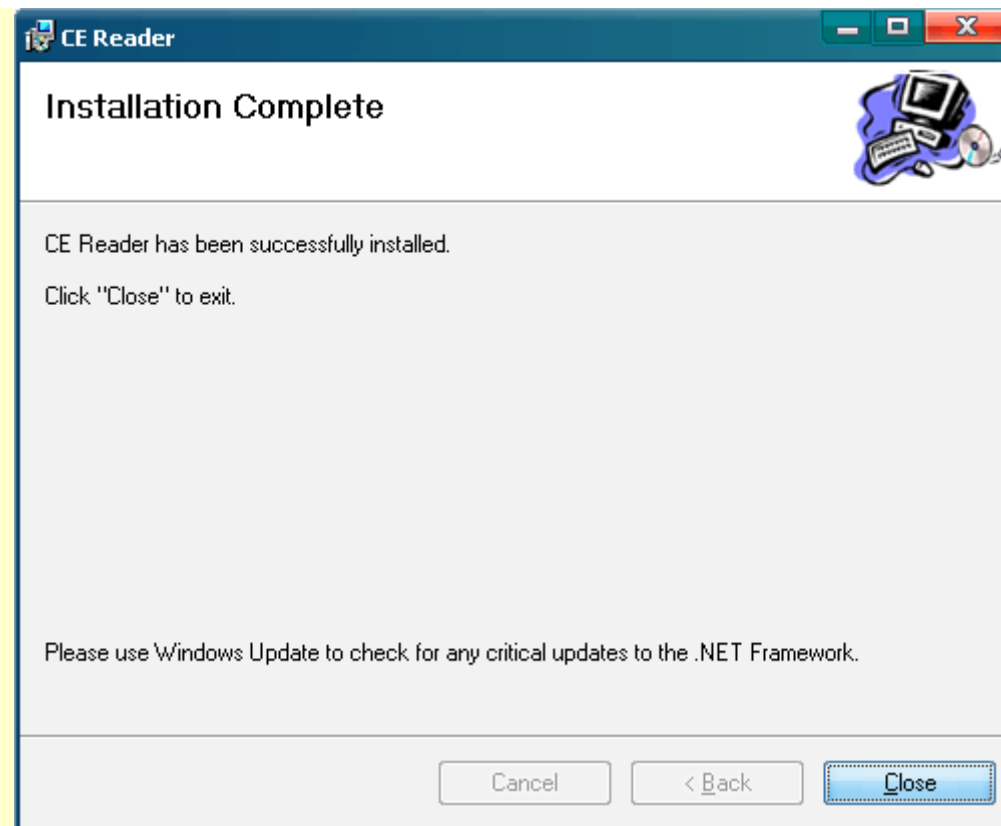 CE Reader
Installation Complete
CE Reader has been successfully installed.
Click "Close" to exit.
Please use Windows Update to check for any critical updates to the .NET Framework.
Cancel < Back Close